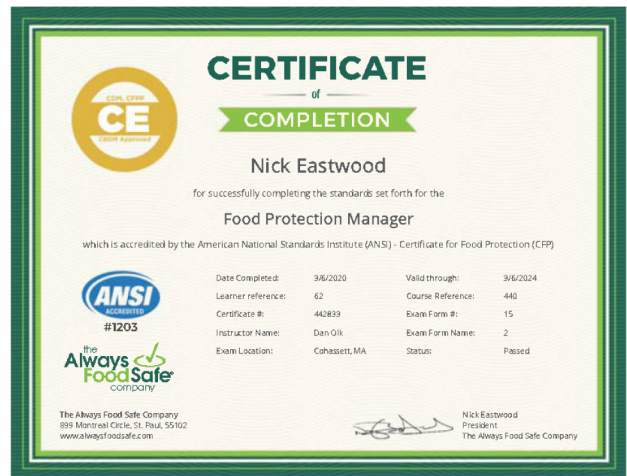 CERTIFICATE
of
COMPLETION
CDM, CFPP
CE
CBDM Approved
Nick Eastwood
for successfully completing the standards set forth for the
Food Protection Manager
which is accredited by the American National Standards Institute (ANSI) - Certificate for Food Protection (CFP)
ANSI
ACCREDITED
#1203
the
Always
Food Safe
company
Date Completed: 3/6/2020 Valid through: 3/6/2024
Learner reference: 62 Course Reference: 440
Certificate #: 442833 Exam Form #: 15
Instructor Name: Dan Olk Exam Form Name: 2
Exam Location: Cohassett, MA Status: Passed
The Always Food Safe Company
899 Montreal Circle, St. Paul, 55102
www.alwaysfoodsafe.com
Nick Eastwood
President
The Always Food Safe Company